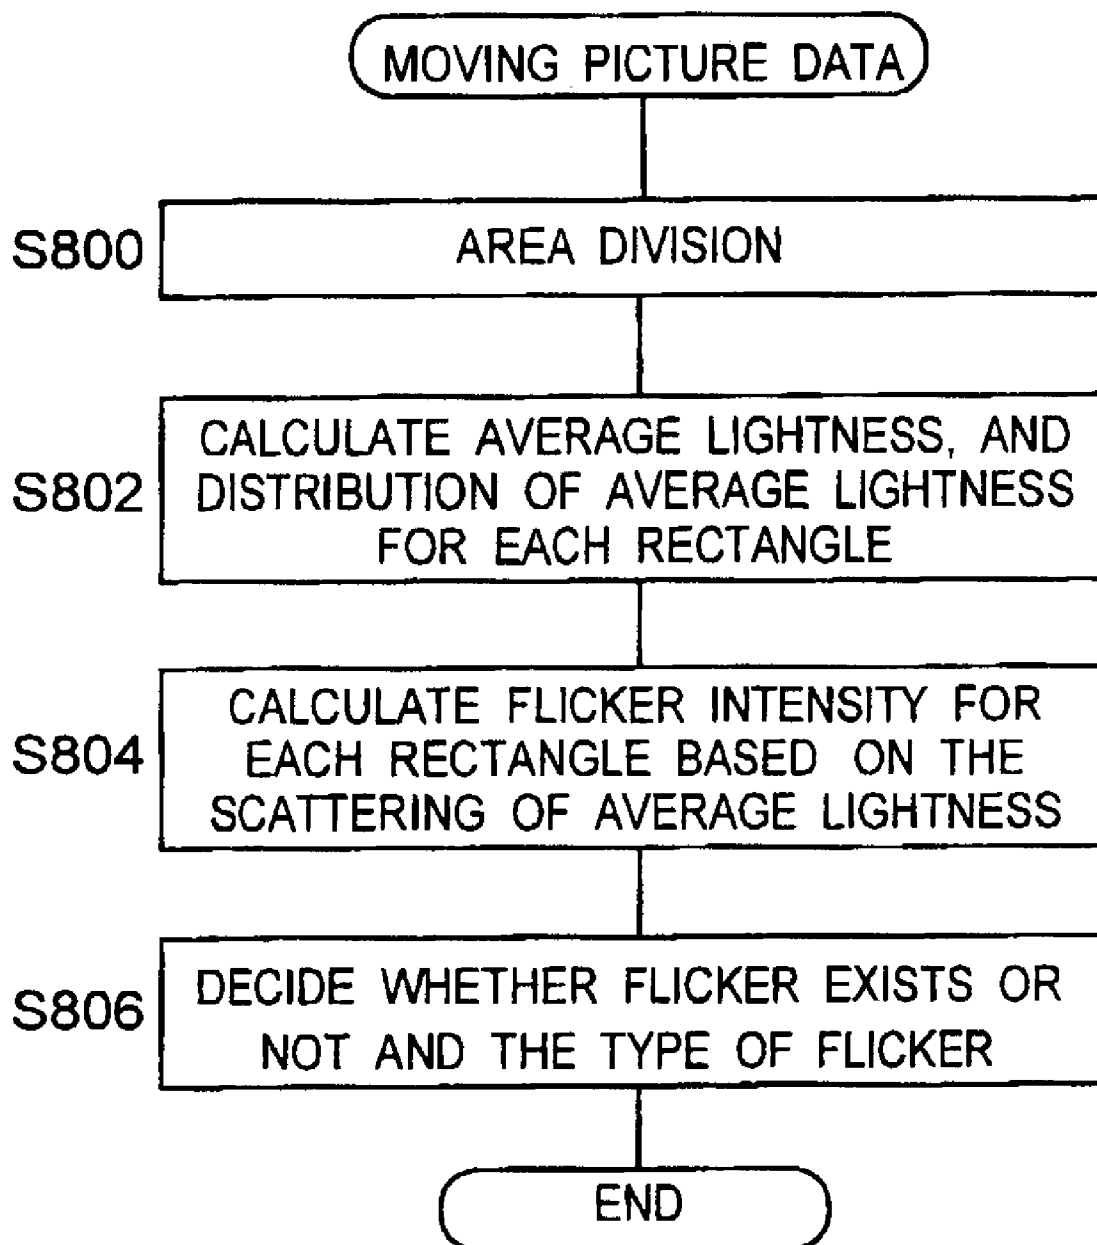 MOVING PICTURE DATA
S800
AREA DIVISION
S802
CALCULATE AVERAGE LIGHTNESS, AND
DISTRIBUTION OF AVERAGE LIGHTNESS
FOR EACH RECTANGLE
S804
CALCULATE FLICKER INTENSITY FOR
EACH RECTANGLE BASED ON THE
SCATTERING OF AVERAGE LIGHTNESS
S806
DECIDE WHETHER FLICKER EXISTS OR
NOT AND THE TYPE OF FLICKER
END